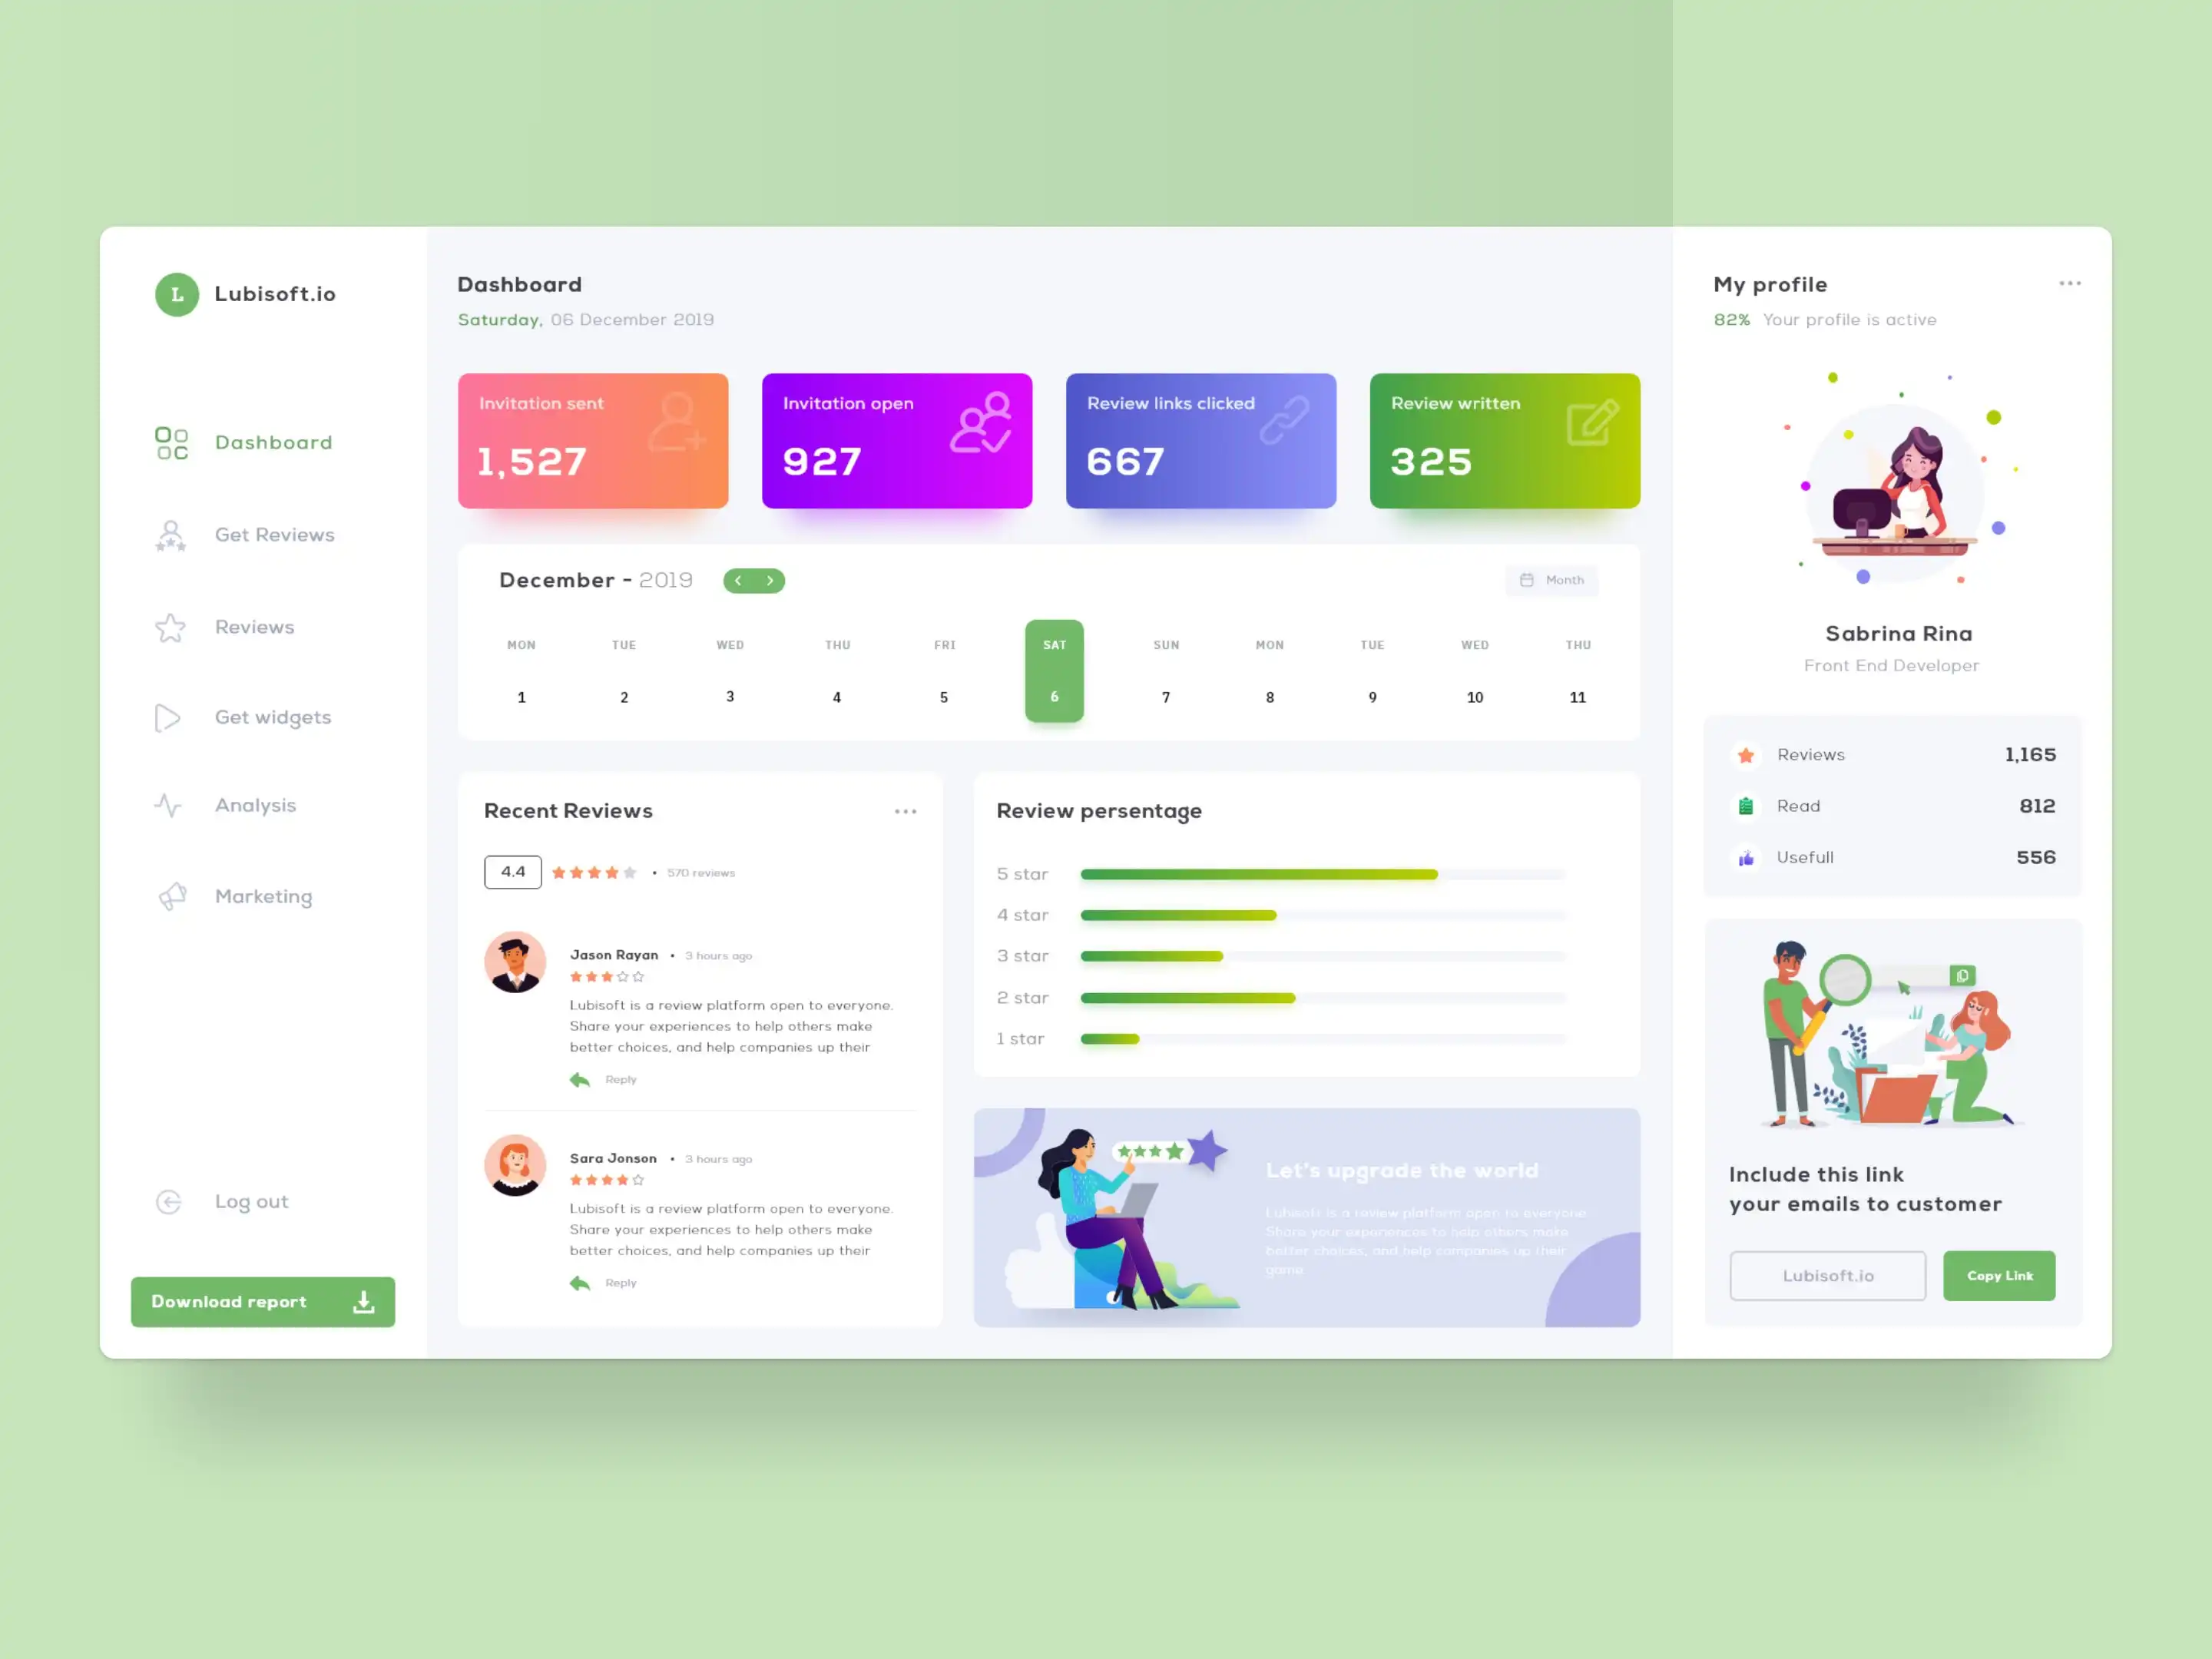 L Lubisoft.io
Dashboard
Get Reviews
Reviews
Get widgets
Analysis
Marketing
Log out
Download report
Dashboard
Saturday, 06 December 2019
Invitation sent
1,527
Invitation open
927
Review links clicked
667
Review written
325
December - 2019
Month
MON TUE WED THU FRI SAT SUN MON TUE WED THU
1 2 3 4 5 6 7 8 9 10 11
Recent Reviews
4.4 • 570 reviews
Jason Rayan • 3 hours ago
Lubisoft is a review platform open to everyone.
Share your experiences to help others make
better choices, and help companies up their
Reply
Sara Jonson • 3 hours ago
Lubisoft is a review platform open to everyone.
Share your experiences to help others make
better choices, and help companies up their
Reply
Review persentage
5 star
4 star
3 star
2 star
1 star
Let's upgrade the world
Lubisoft is a review platform open to everyone.
Share your experiences to help others make
better choices, and help companies up their
game
My profile
82% Your profile is active
Sabrina Rina
Front End Developer
Reviews 1,165
Read 812
Usefull 556
Include this link
your emails to customer
Lubisoft.io
Copy Link